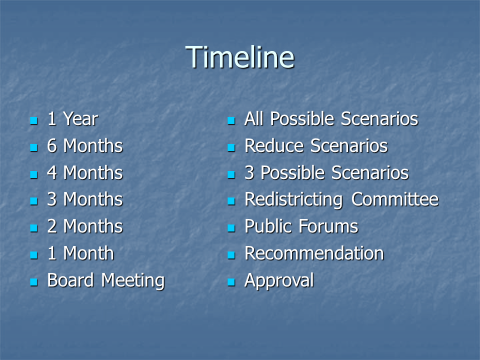 Timeline
1 Year
6 Months
4 Months
3 Months
2 Months
1 Month
Board Meeting
All Possible Scenarios
Reduce Scenarios
3 Possible Scenarios
Redistricting Committee
Public Forums
Recommendation
Approval